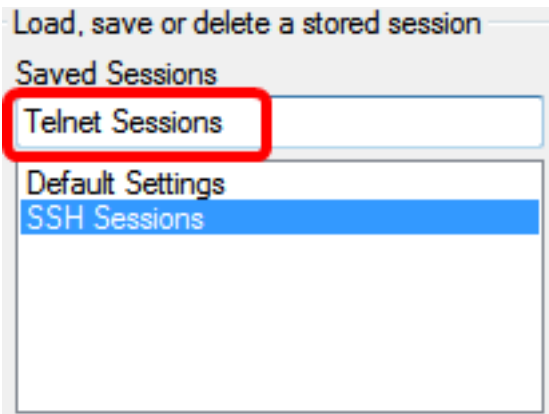 Load, save or delete a stored session
Saved Sessions
Telnet Sessions
Default Settings
SSH Sessions